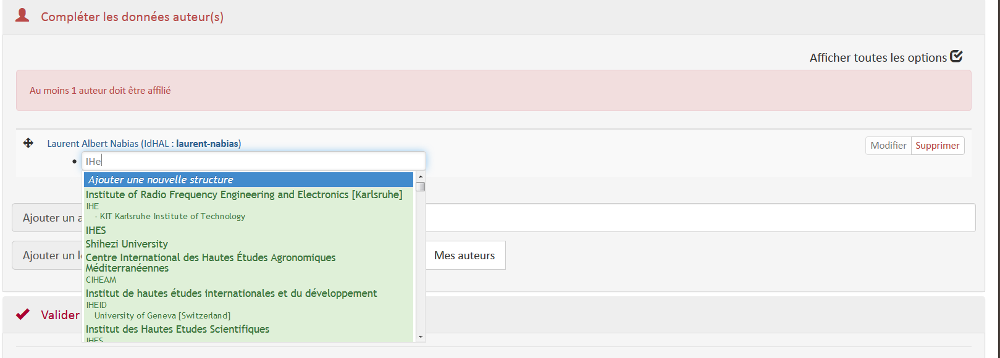 Compléter les données auteur(s)
Afficher toutes les options
Au moins 1 auteur doit être affilié
Laurent Albert Nabias (IdHAL : laurent-nabias)
Modifier Supprimer
IHe
Ajouter une nouvelle structure
Institute of Radio Frequency Engineering and Electronics [Karlsruhe]
IHE
- KIT Karlsruhe Institute of Technology
Ajouter un a
IHES
Shihezi University
Ajouter un l
Centre International des Hautes Études Agronomiques
Méditerranéennes
CIHEAM
Mes auteurs
Institut de hautes études internationales et du développement
IHEID
University of Geneva [Switzerland]
Valider
Institut des Hautes Etudes Scientifiques
IHES